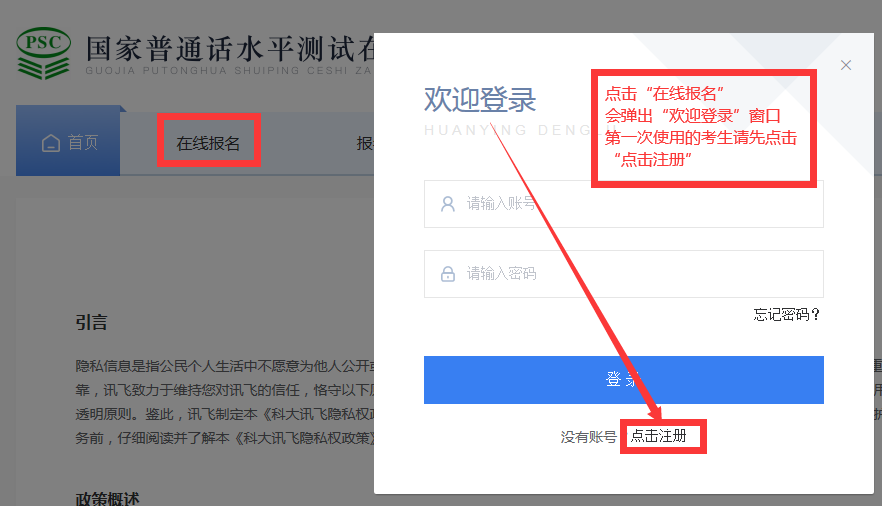 PSC
国家普通话水平测试在
GUOJIA PUTONGHUA SHUIPING CESHI ZA
首页
在线报名
报
欢迎登录
HUANYING DENGL
点击“在线报名”
会弹出“欢迎登录”窗口
第一次使用的考生请先点击
“点击注册”
请输入账号
请输入密码
忘记密码？
登 录
没有账号
点击注册
引言
隐私信息是指公民个人生活中不愿意为他人公开或
重
靠，讯飞致力于维持您对讯飞的信任，恪守以下原
用
透明原则。鉴此，讯飞制定本《科大讯飞隐私权政
务前，仔细阅读并了解本《科大讯飞隐私权政策》
政策概述